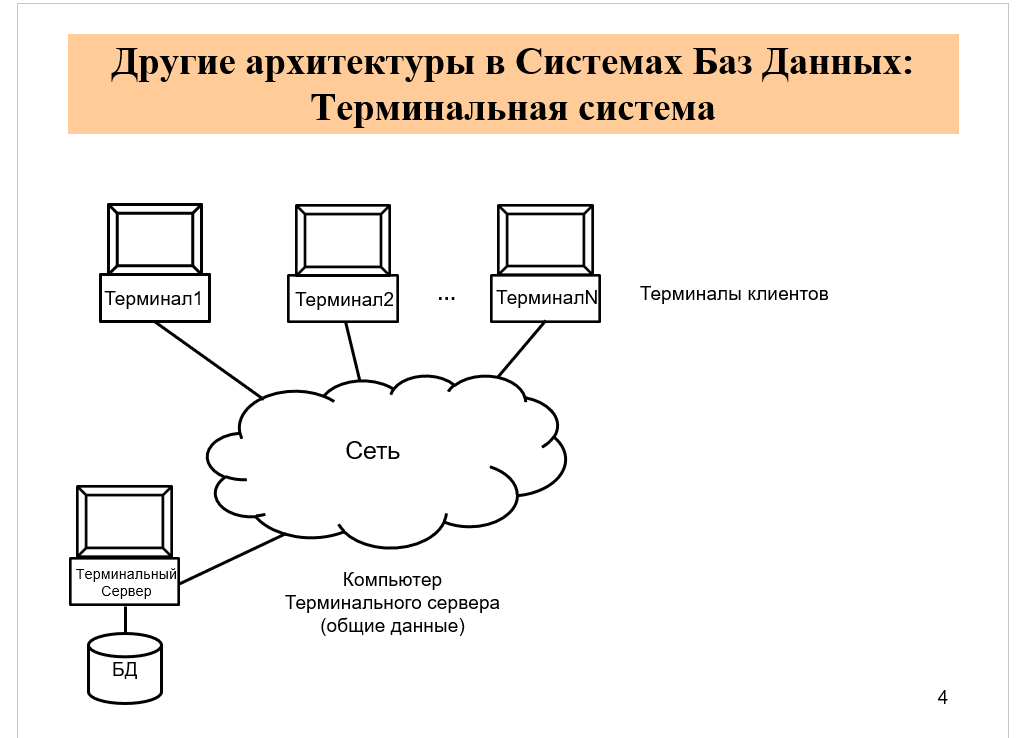 Другие архитектуры в Системах Баз Данных:
Терминальная система
Терминал1
Терминал2
...
ТерминалN
Терминалы клиентов
Сеть
Терминальный
Сервер
Компьютер
Терминального сервера
(общие данные)
БД
4